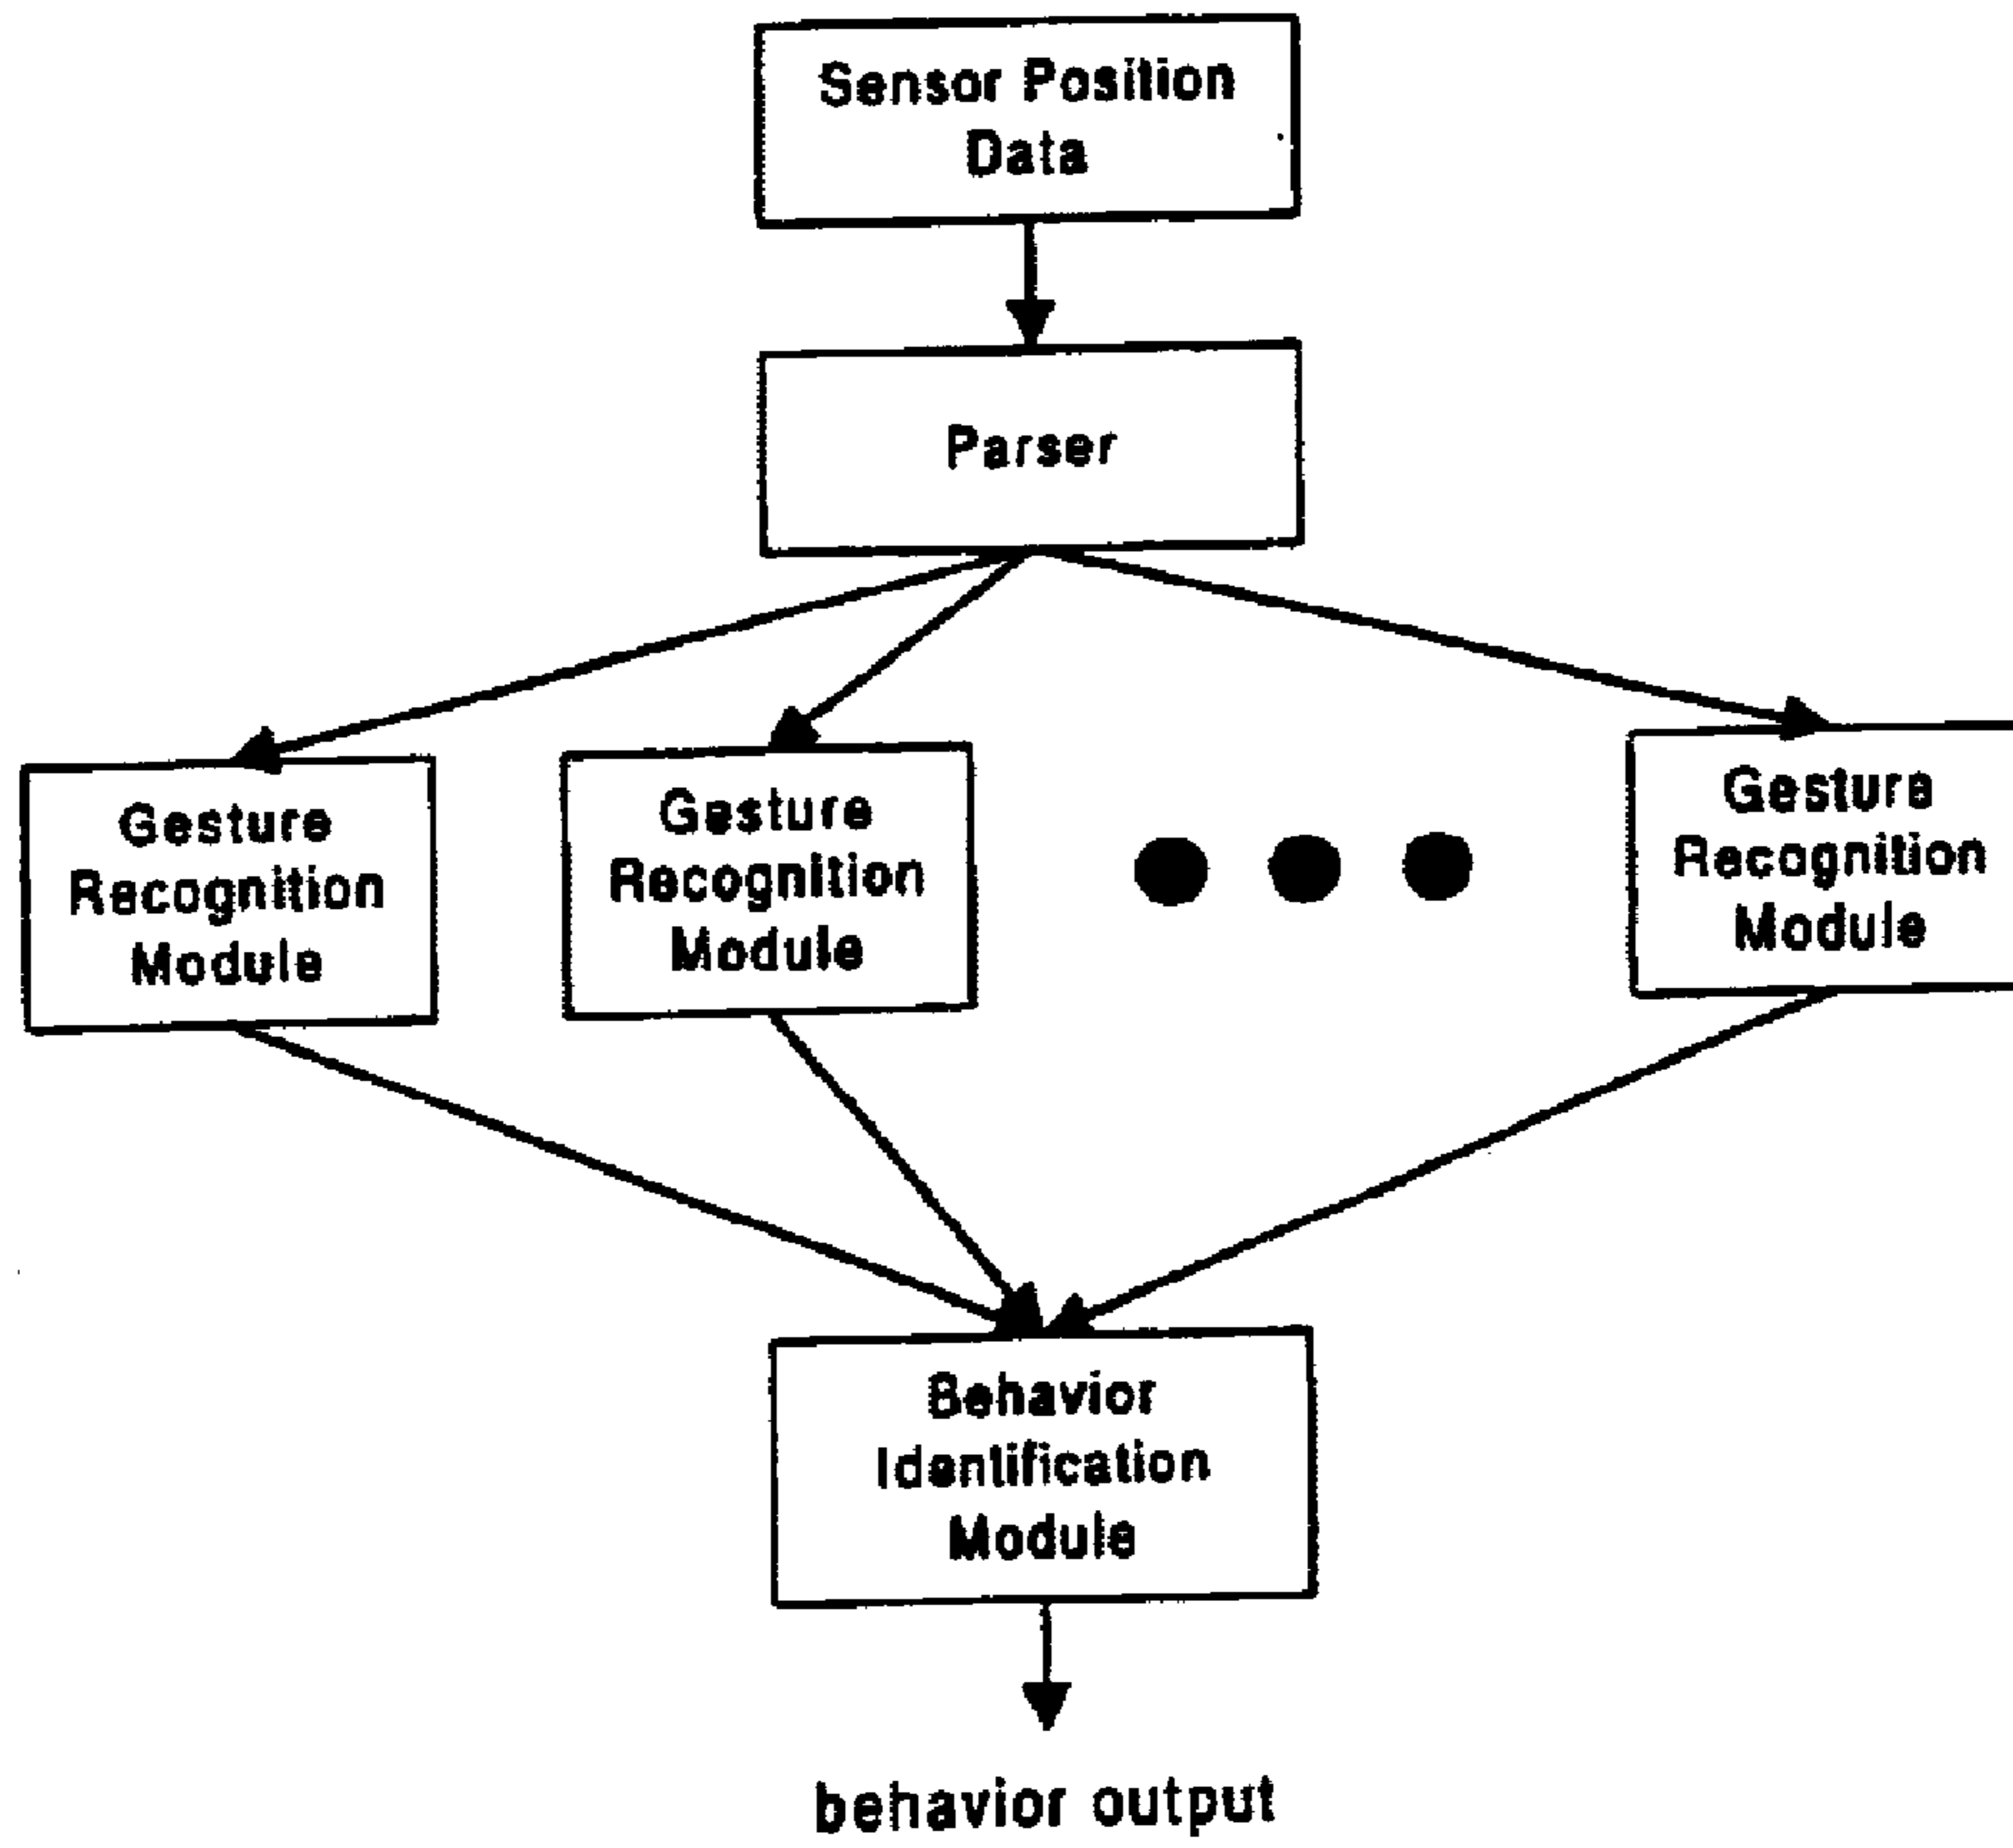 Sensor Position
Data
Parser
Gesture
Recognition
Module
Gesture
Recognition
Module
Gesture
Recognition
Module
Behavior
Identification
Module
behavior output